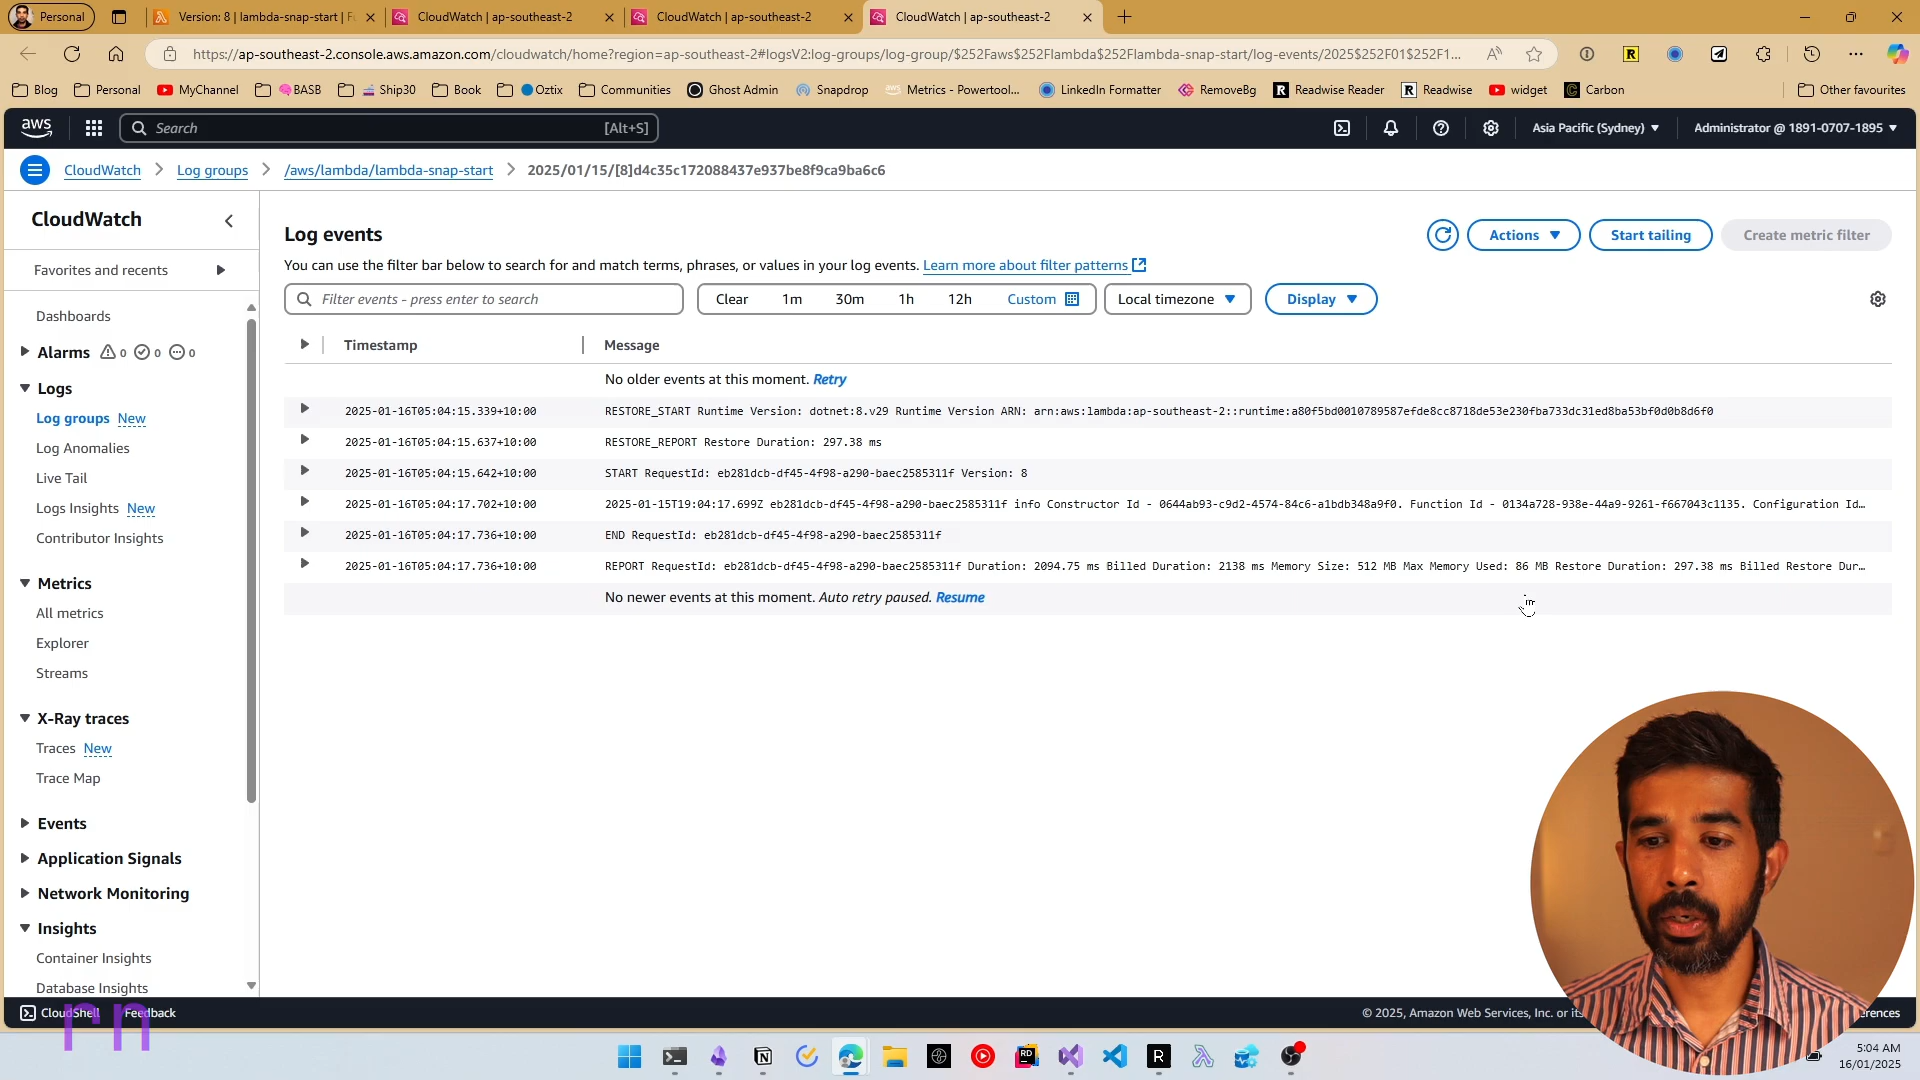 Personal
Version: 8 | lambda-snap-start | Fu
CloudWatch | ap-southeast-2
CloudWatch | ap-southeast-2
CloudWatch | ap-southeast-2
https://ap-southeast-2.console.aws.amazon.com/cloudwatch/home?region=ap-southeast-2#logsV2:log-groups/log-group/$252Faws$252Flambda$252Flambda-snap-start/log-events/2025$252F01$252F1...
Blog
Personal
MyChannel
BASB
Ship30
Book
Oztix
Communities
Ghost Admin
Snapdrop
Metrics - Powertool...
LinkedIn Formatter
RemoveBg
Readwise Reader
Readwise
widget
Carbon
Other favourites
aws
Search
[Alt+S]
Asia Pacific (Sydney)
Administrator @ 1891-0707-1895
CloudWatch
Log groups
/aws/lambda/lambda-snap-start
2025/01/15/[8]d4c35c172088437e937be8f9ca9ba6c6
CloudWatch
Favorites and recents
Dashboards
Alarms 0 0 0
Logs
Log groups New
Log Anomalies
Live Tail
Logs Insights New
Contributor Insights
Metrics
All metrics
Explorer
Streams
X-Ray traces
Traces New
Trace Map
Events
Application Signals
Network Monitoring
Insights
Container Insights
Database Insights
Log events
Actions
Start tailing
Create metric filter
You can use the filter bar below to search for and match terms, phrases, or values in your log events. Learn more about filter patterns
Filter events - press enter to search
Clear 1m 30m 1h 12h Custom
Local timezone
Display
Timestamp Message
No older events at this moment. Retry
2025-01-16T05:04:15.339+10:00 RESTORE_START Runtime Version: dotnet:8.v29 Runtime Version ARN: arn:aws:lambda:ap-southeast-2::runtime:a80f5bd0010789587efde8cc8718de53e230fba733dc31ed8ba53bf0d0b8d6f0
2025-01-16T05:04:15.637+10:00 RESTORE_REPORT Restore Duration: 297.38 ms
2025-01-16T05:04:15.642+10:00 START RequestId: eb281dcb-df45-4f98-a290-baec2585311f Version: 8
2025-01-16T05:04:17.702+10:00 2025-01-15T19:04:17.699Z eb281dcb-df45-4f98-a290-baec2585311f info Constructor Id - 0644ab93-c9d2-4574-84c6-a1bdb348a9f0. Function Id - 0134a728-938e-44a9-9261-f667043c1135. Configuration Id...
2025-01-16T05:04:17.736+10:00 END RequestId: eb281dcb-df45-4f98-a290-baec2585311f
2025-01-16T05:04:17.736+10:00 REPORT RequestId: eb281dcb-df45-4f98-a290-baec2585311f Duration: 2094.75 ms Billed Duration: 2138 ms Memory Size: 512 MB Max Memory Used: 86 MB Restore Duration: 297.38 ms Billed Restore Dur...
No newer events at this moment. Auto retry paused. Resume
CloudShell
Feedback
rn
© 2025, Amazon Web Services, Inc. or its
5:04 AM
16/01/2025